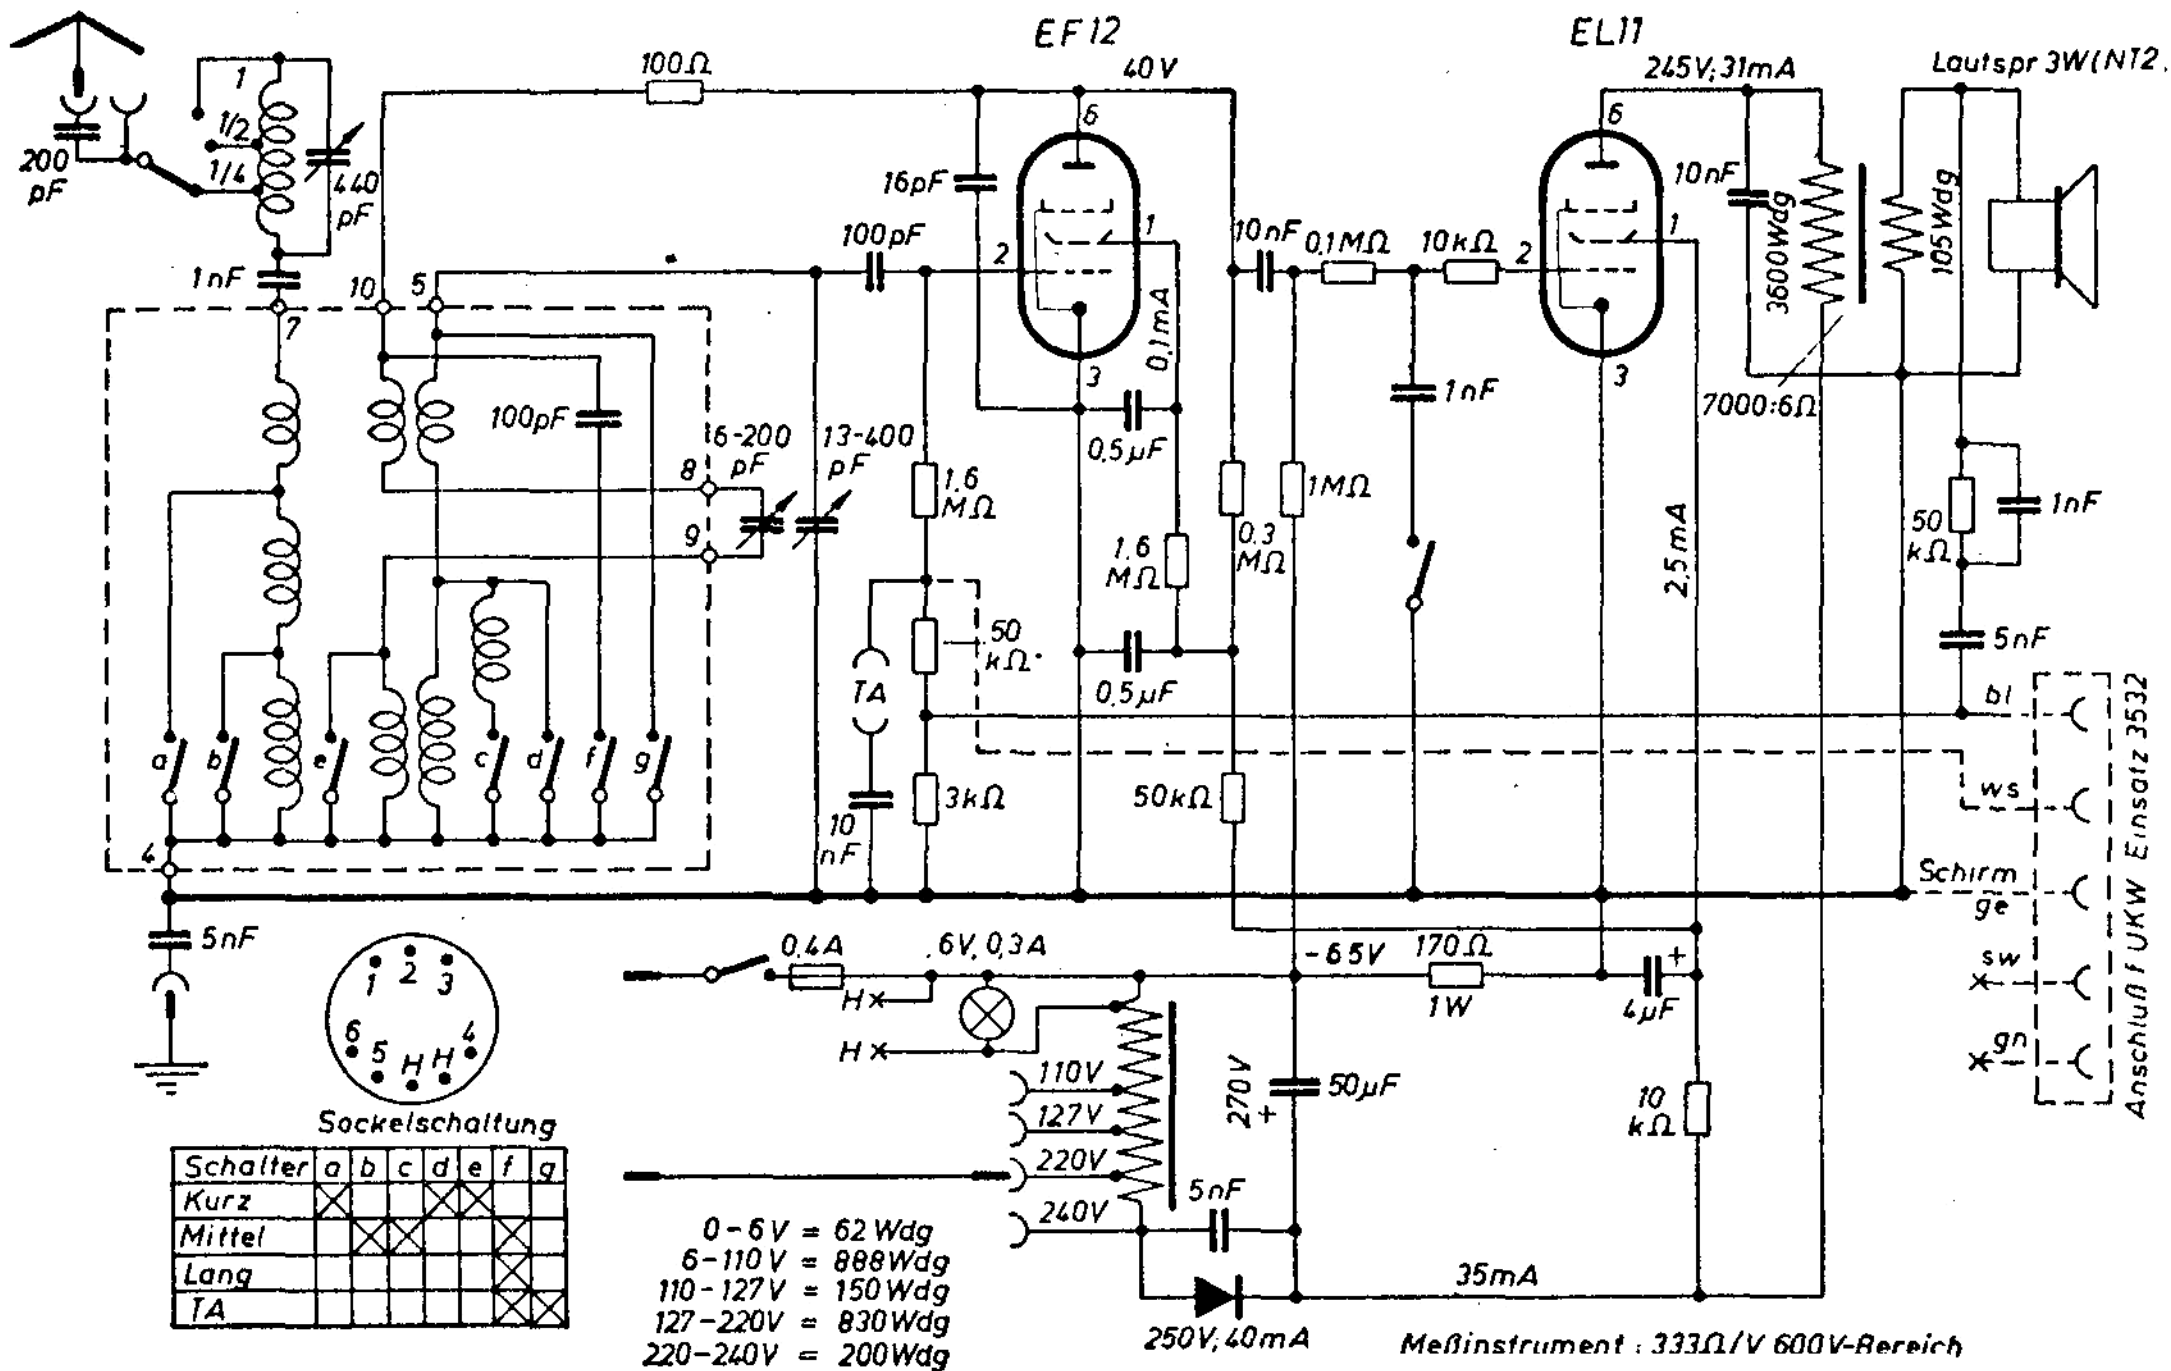 EF12
EL11
100Ω
40V
245V;31mA
Lautspr 3W(NT2.
1
1/2
1/4
200
pF
440
pF
1nF
7
10
5
100pF
6-200
pF
13-400
pF
8
9
a
b
e
c
d
f
g
4
5nF
16pF
100pF
6
2
1
3
0,1mA
0,5µF
1,6
MΩ
1,6
MΩ
50
kΩ
TA
10
nF
3kΩ
0,5µF
10nF
0,1MΩ
10kΩ
0,3
MΩ
1MΩ
1nF
50kΩ
6
2
1
3
2,5mA
10nF
3600Wdg
105Wdg
7000:6Ω
50
kΩ
1nF
5nF
bl
ws
Schirm
ge
sw
gn
Anschluß f UKW Einsatz 3532
1 2 3
6 4
5 H H
Sockelschaltung
Schalter a b c d e f g
Kurz
Mittel
Lang
TA
0,4A
6V, 0,3A
H
H
110V
127V
220V
240V
-6.5V
170Ω
1W
4µF
+
270V
+
50µF
10
kΩ
5nF
35mA
250V, 40mA
0-6V = 62Wdg
6-110V = 888Wdg
110-127V = 150Wdg
127-220V = 830Wdg
220-240V = 200Wdg
Meßinstrument: 333Ω/V 600V-Bereich